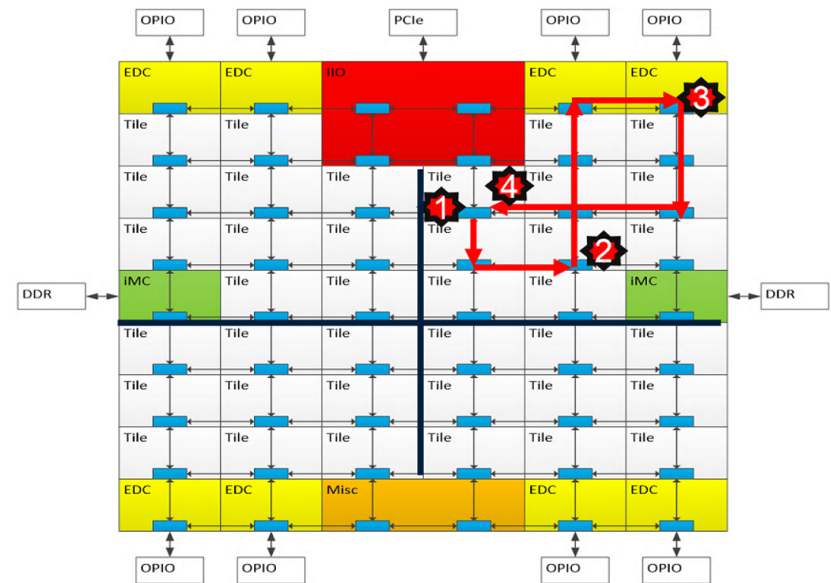 OPIO OPIO PCIe OPIO OPIO
EDC EDC IIO EDC EDC
3
Tile Tile Tile Tile
4
Tile Tile Tile Tile Tile Tile
1
Tile Tile Tile Tile Tile Tile
2
iMC Tile Tile Tile Tile iMC
DDR DDR
Tile Tile Tile Tile Tile Tile
Tile Tile Tile Tile Tile Tile
Tile Tile Tile Tile Tile Tile
EDC EDC Misc EDC EDC
OPIO OPIO OPIO OPIO